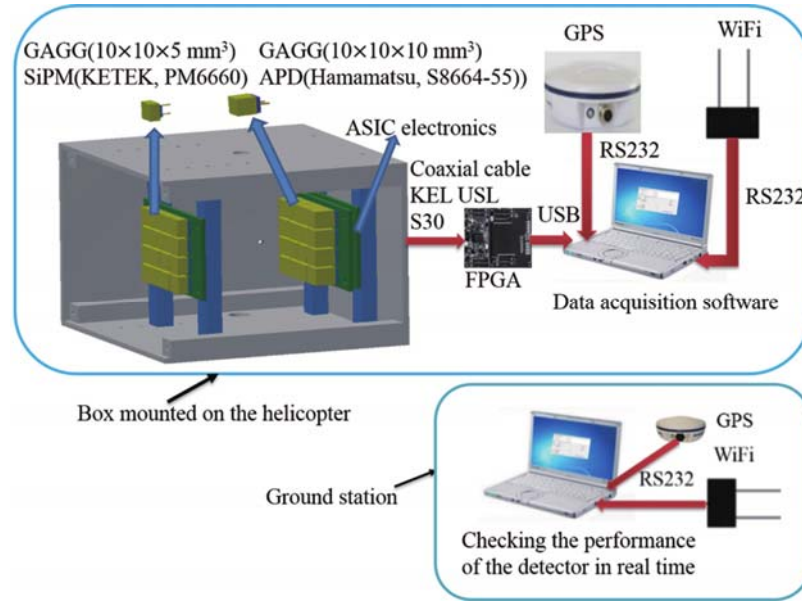 GAGG(10×10×5 mm³)
SiPM(KETEK, PM6660)
GAGG(10×10×10 mm³)
APD(Hamamatsu, S8664-55))
ASIC electronics
Coaxial cable
KEL USL
S30
FPGA
USB
GPS
RS232
WiFi
RS232
Data acquisition software
Box mounted on the helicopter
Ground station
GPS
WiFi
RS232
Checking the performance
of the detector in real time